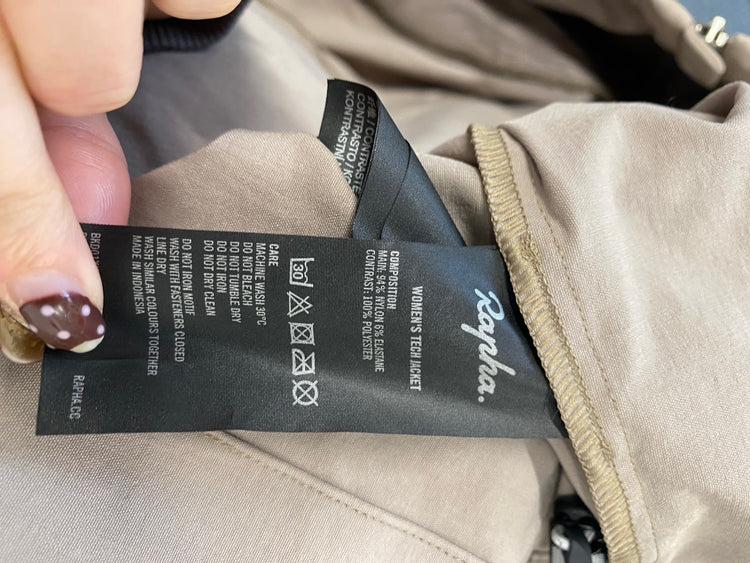 Rapha.
WOMEN'S TECH JACKET
COMPOSITION
MAIN: 94% NYLON 6% ELASTANE
CONTRAST: 100% POLYESTER
30
CARE
MACHINE WASH 30°C
DO NOT BLEACH
DO NOT TUMBLE DRY
DO NOT IRON
DO NOT DRY CLEAN
DO NOT IRON MOTIF
WASH WITH FASTENERS CLOSED
LINE DRY
WASH SIMILAR COLOURS TOGETHER
MADE IN INDONESIA
RAPHA.CC
/ CONTRASTE
CONTRASTO /